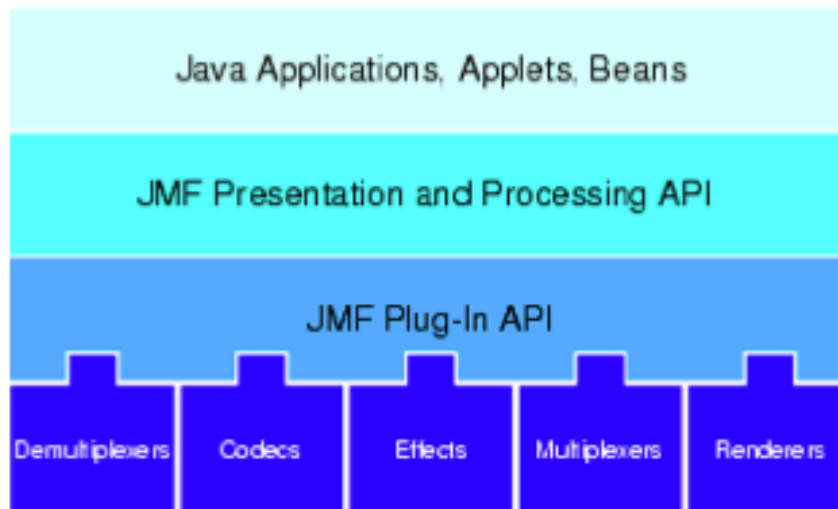 Java Applications, Applets, Beans
JMF Presentation and Processing API
JMF Plug-In API
Demultiplexers Codecs Effects Multiplexers Renderers